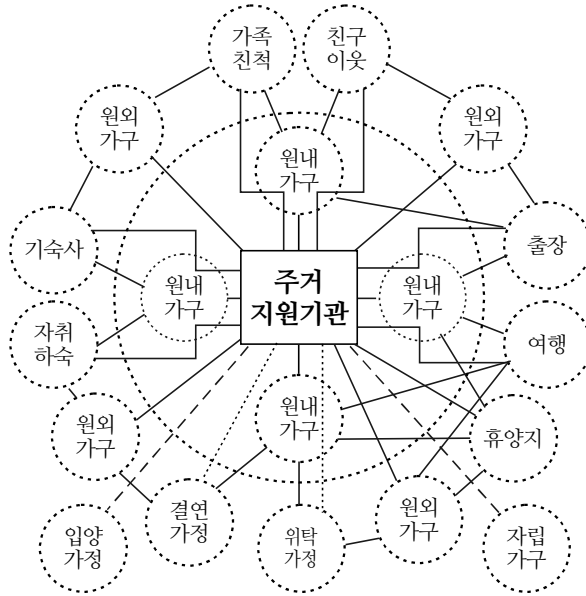 가족
친척
친구
이웃
원외
가구
원내
가구
원외
가구
기숙사
출장
원내
가구
주거
지원기관
원내
가구
자취
하숙
여행
원외
가구
원내
가구
휴양지
입양
가정
결연
가정
위탁
가정
원외
가구
자립
가구